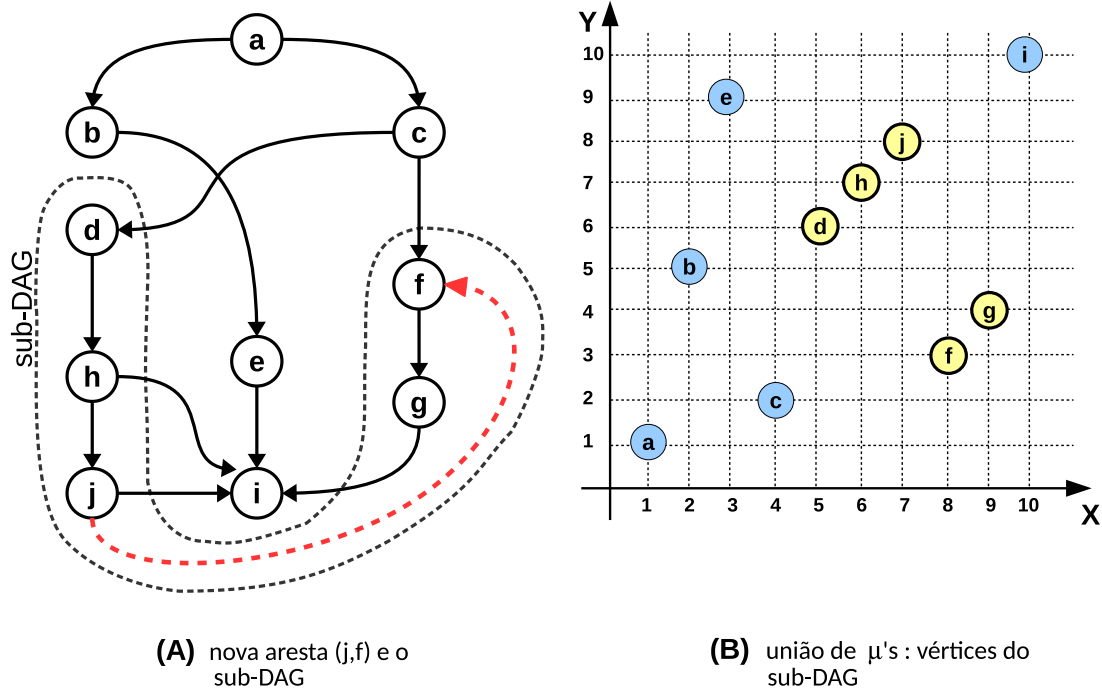 a
b
c
d
sub-DAG
f
h
e
g
j
i
(A) nova aresta (j,f) e o
sub-DAG
Y
10
9
8
7
6
5
4
3
2
1
i
e
j
h
d
b
g
f
c
a
1 2 3 4 5 6 7 8 9 10
X
(B) união de μ's : vértices do
sub-DAG